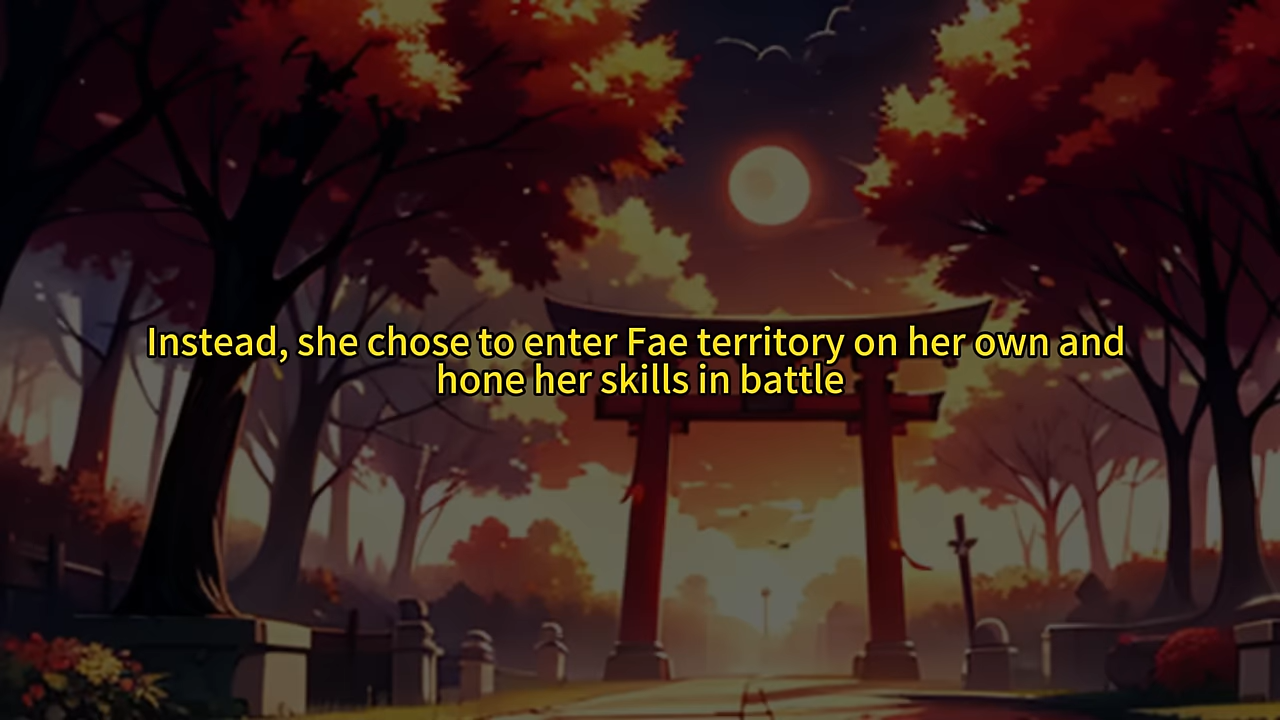 Instead, she chose to enter Fae territory on her own and
hone her skills in battle